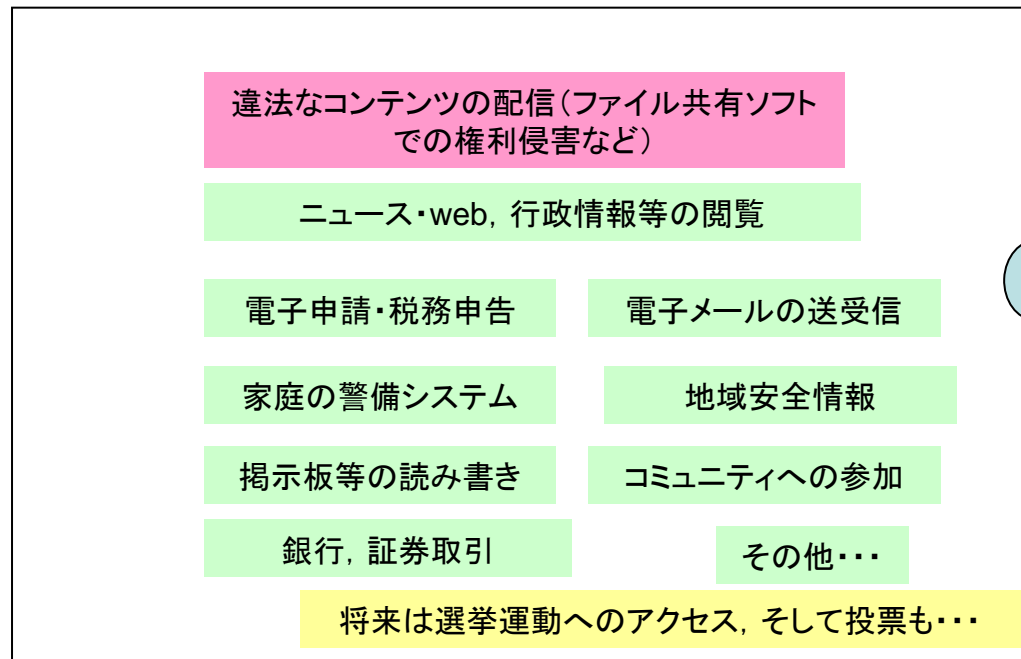 違法なコンテンツの配信（ファイル共有ソフト
での権利侵害など）
ニュース・web，行政情報等の閲覧
電子申請・税務申告
電子メールの送受信
家庭の警備システム
地域安全情報
掲示板等の読み書き
コミュニティへの参加
銀行，証券取引
その他・・・
将来は選挙運動へのアクセス，そして投票も・・・